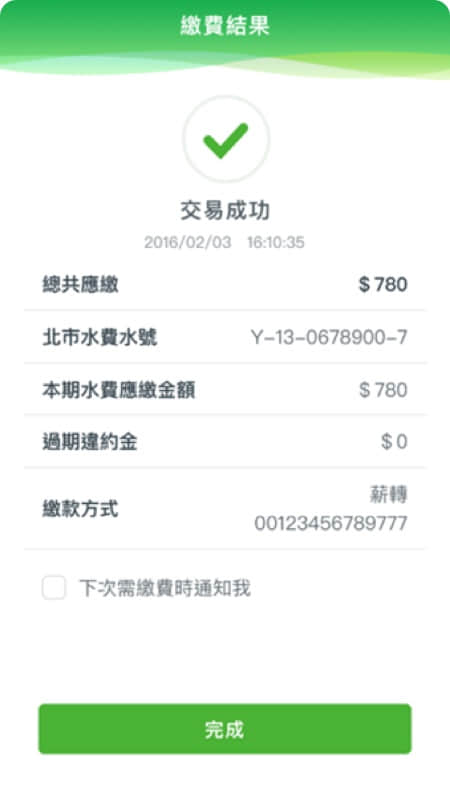 繳費結果
交易成功
2016/02/03 16:10:35
總共應繳 $780
北市水費水號 Y-13-0678900-7
本期水費應繳金額 $780
過期違約金 $0
繳款方式 薪轉
00123456789777
下次需繳費時通知我
完成